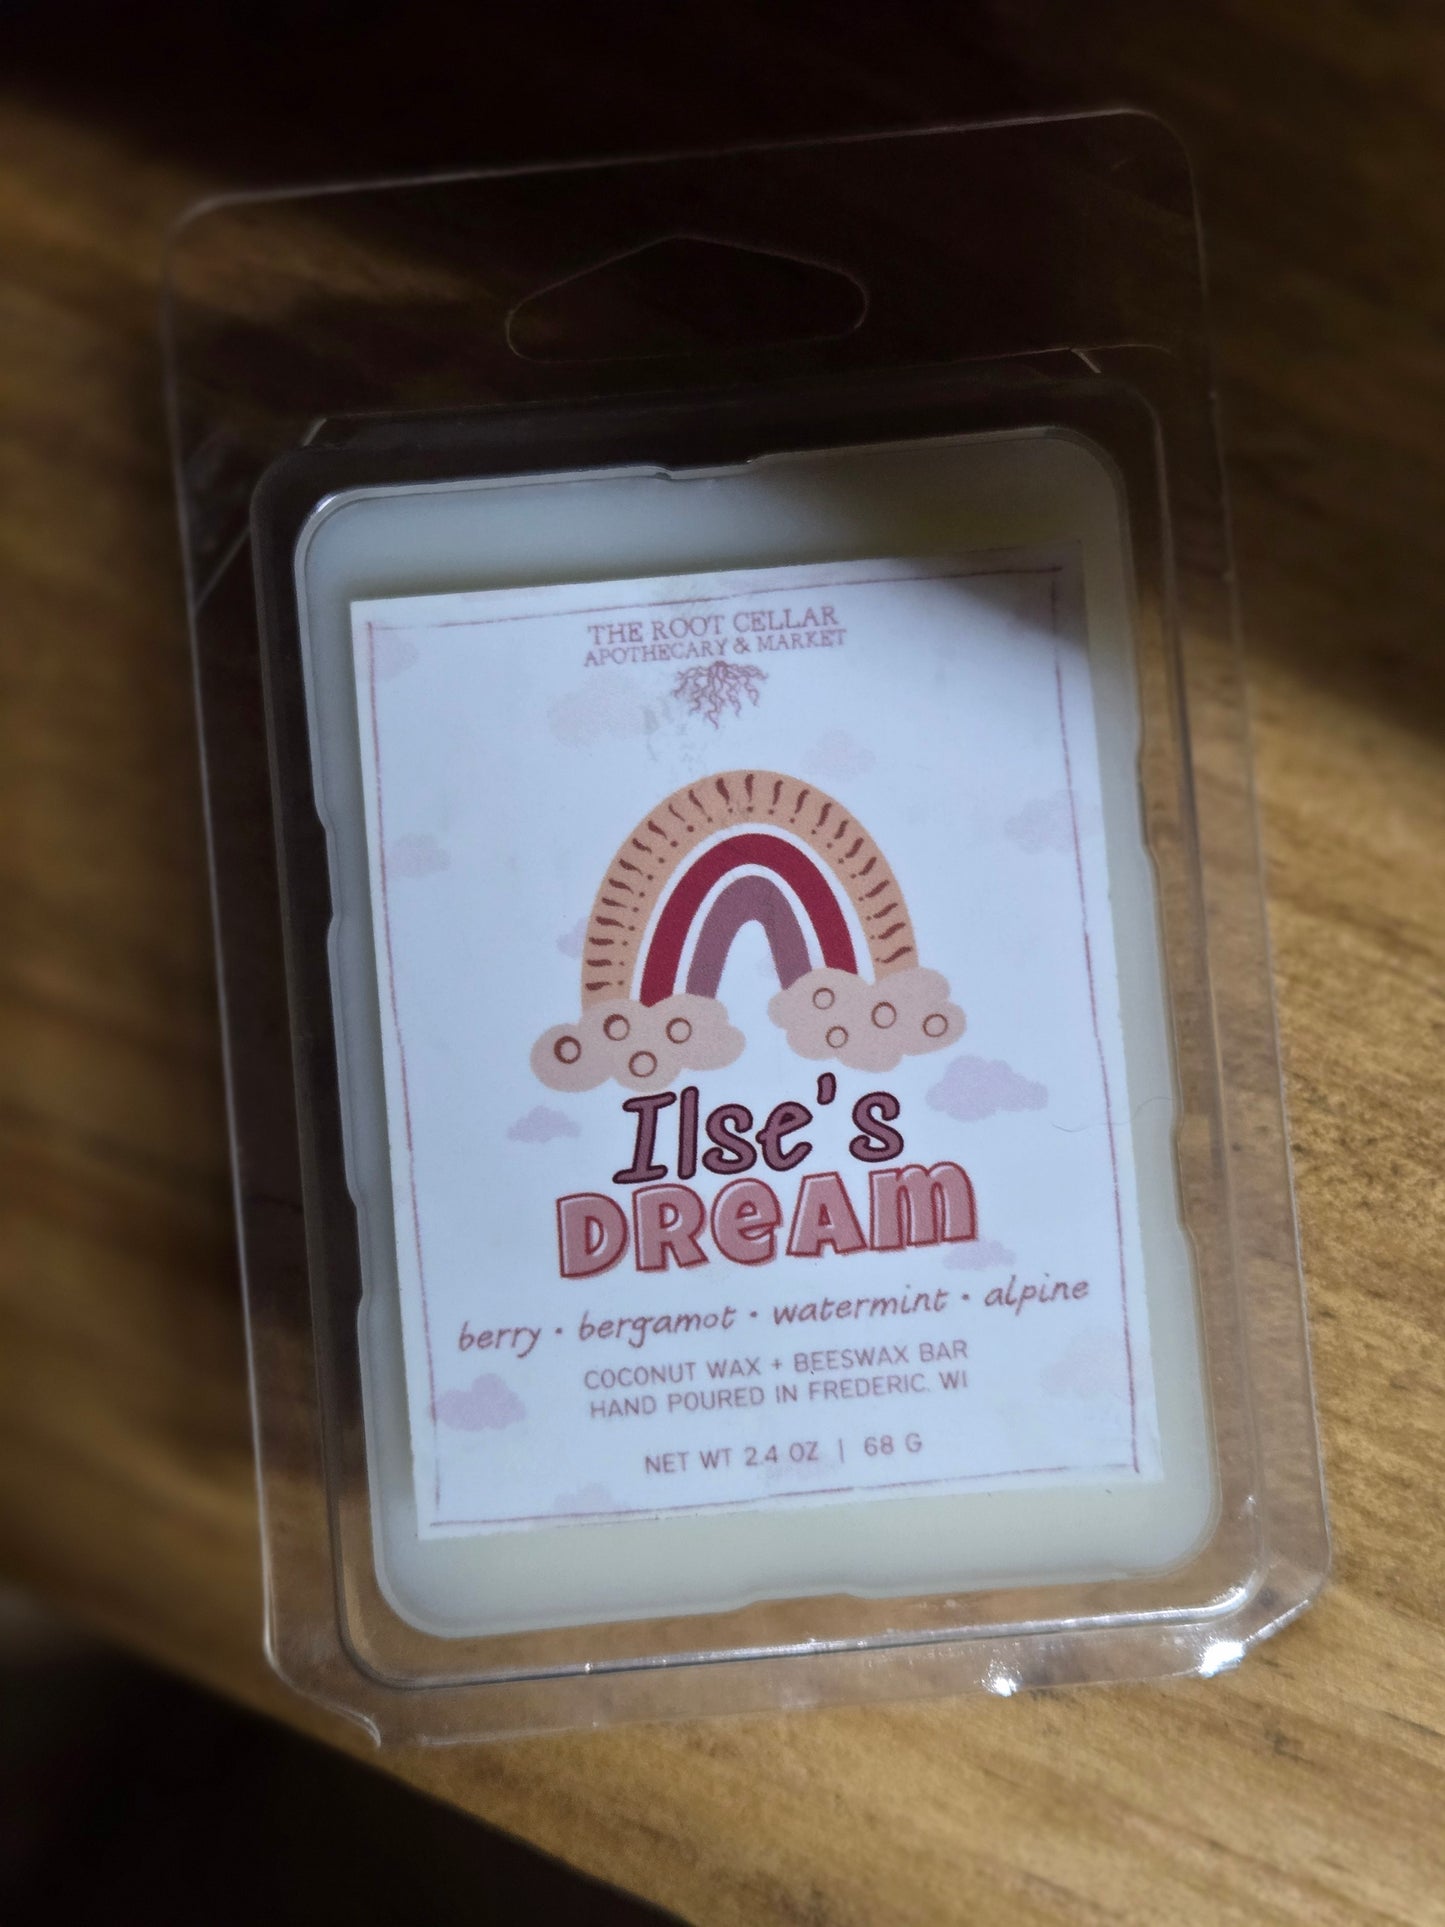 THE ROOT CELLAR
APOTHECARY & MARKET
Ilse's
DREAM
berry • bergamot • watermint • alpine
COCONUT WAX + BEESWAX BAR
HAND POURED IN FREDERIC, WI
NET WT 2.4 OZ | 68 G